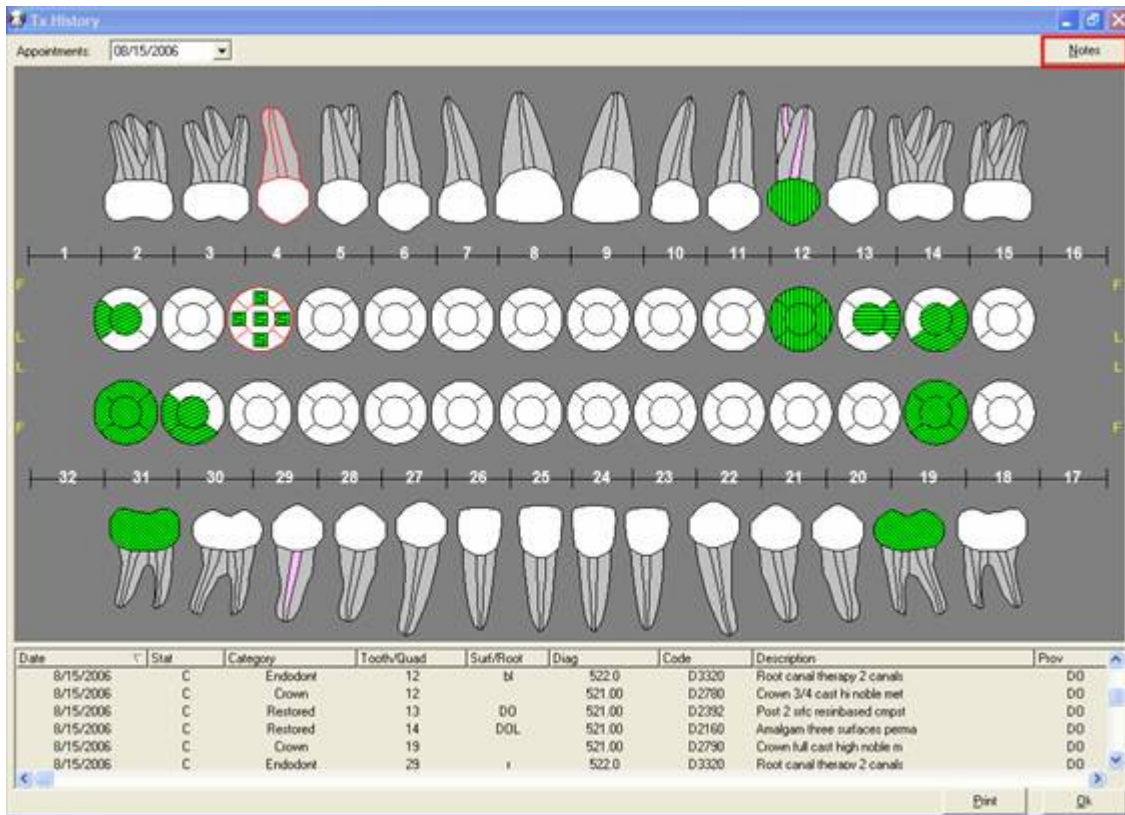 Tx History
Appointments: 08/15/2006 Notes
1 2 3 4 5 6 7 8 9 10 11 12 13 14 15 16
F F
S
S S S
S
L L
L L
F F
32 31 30 29 28 27 26 25 24 23 22 21 20 19 18 17
Date Stat Category Tooth/Quad Surf/Root Diag Code Description Prov
8/15/2006 C Endodont 12 bl 522.0 D3320 Root canal therapy 2 canals DO
8/15/2006 C Crown 12 521.00 D2780 Crown 3/4 cast hi noble met DO
8/15/2006 C Restored 13 DO 521.00 D2392 Post 2 srfc resinbased cmpst DO
8/15/2006 C Restored 14 DOL 521.00 D2160 Amalgam three surfaces perma DO
8/15/2006 C Crown 19 521.00 D2790 Crown full cast high noble m DO
8/15/2006 C Endodont 29 r 522.0 D3320 Root canal therapy 2 canals DO
Print Ok